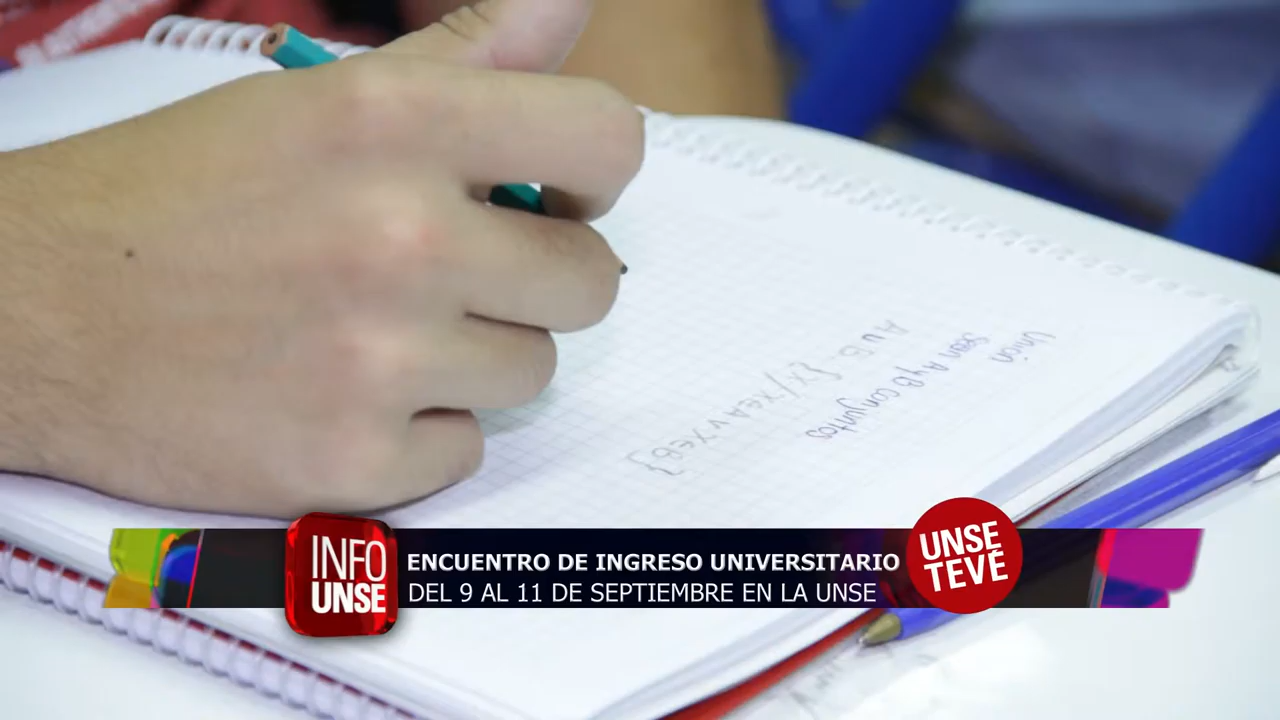 Unión
Sean A y B conjuntos
A ∪ B = {x/x∈A ∨ x∈B}
INFO
UNSE
ENCUENTRO DE INGRESO UNIVERSITARIO
DEL 9 AL 11 DE SEPTIEMBRE EN LA UNSE
UNSE
TEVÉ